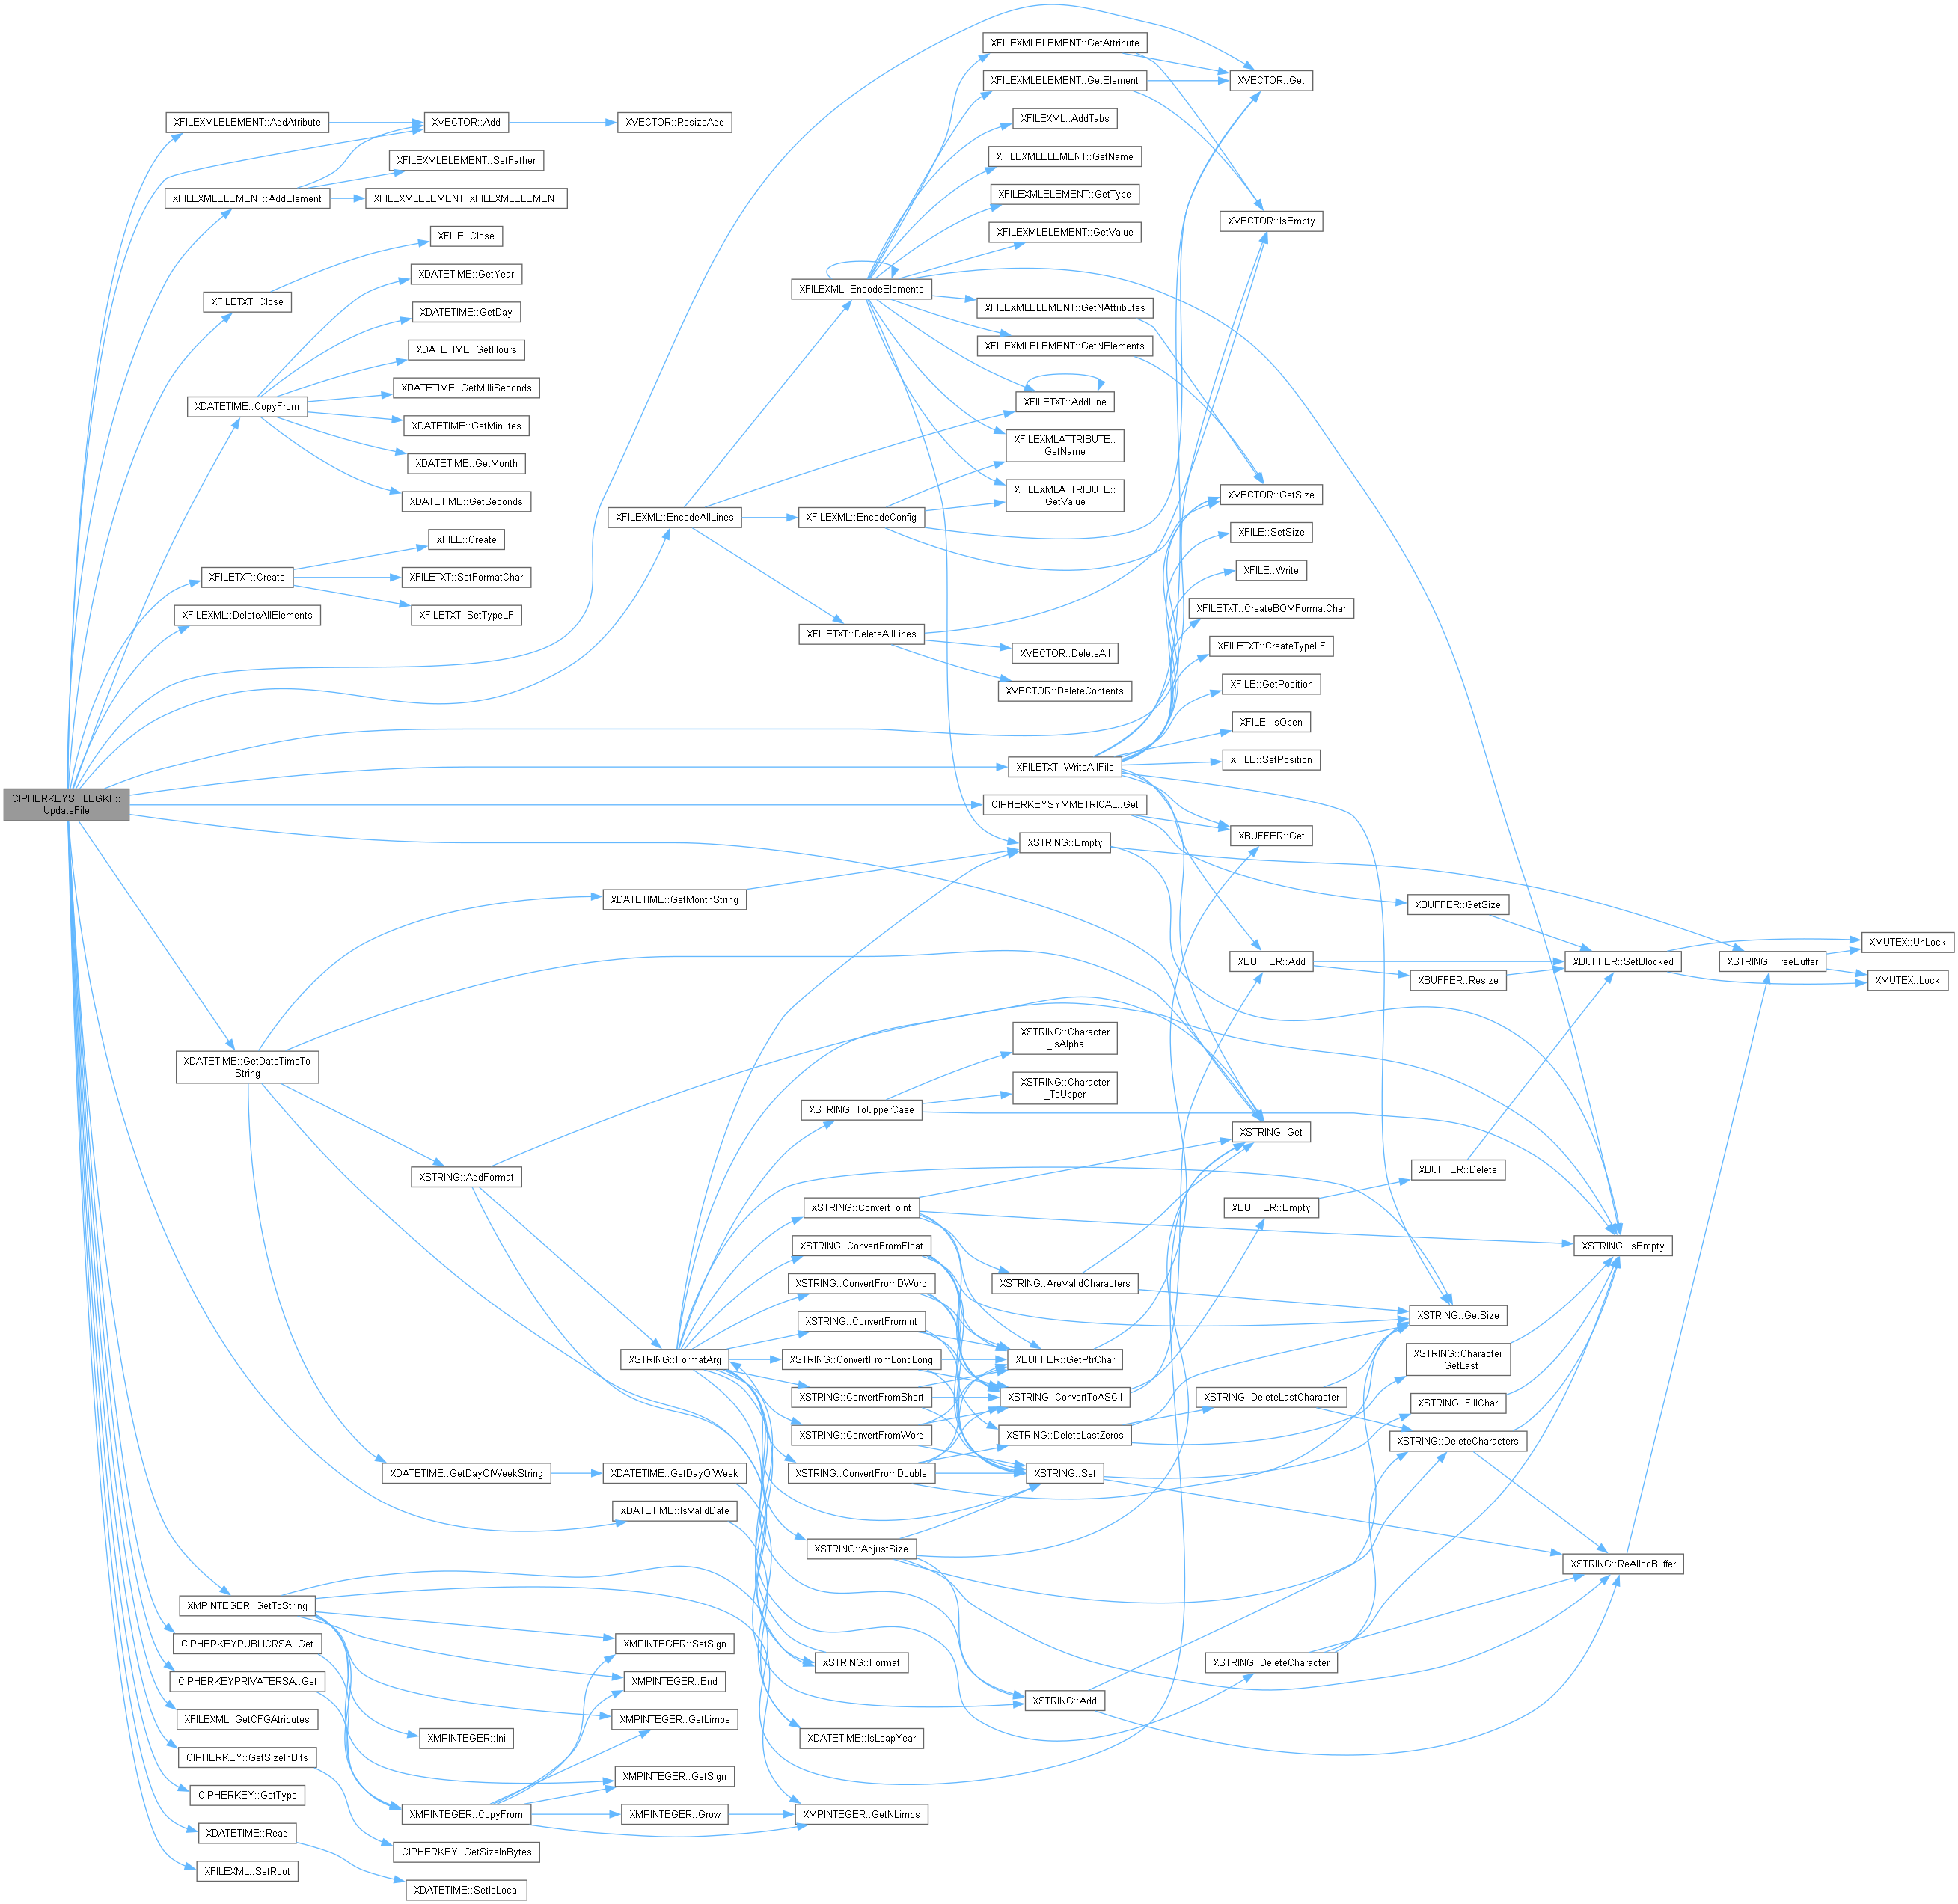 CIPHERKEYSFILEGKF::
UpdateFile
XFILEXMLELEMENT::AddAtribute
XFILEXMLELEMENT::AddElement
XFILETXT::Close
XDATETIME::CopyFrom
XFILETXT::Create
XFILEXML::DeleteAllElements
XDATETIME::GetDateTimeTo
String
XMPINTEGER::GetToString
CIPHERKEYPUBLICRSA::Get
CIPHERKEYPRIVATERSA::Get
XFILEXML::GetCFGAtributes
CIPHERKEY::GetSizeInBits
CIPHERKEY::GetType
XDATETIME::Read
XFILEXML::SetRoot
XVECTOR::Add
XFILEXMLELEMENT::SetFather
XFILEXMLELEMENT::XFILEXMLELEMENT
XFILE::Close
XDATETIME::GetYear
XDATETIME::GetDay
XDATETIME::GetHours
XDATETIME::GetMilliSeconds
XDATETIME::GetMinutes
XDATETIME::GetMonth
XDATETIME::GetSeconds
XFILE::Create
XFILETXT::SetFormatChar
XFILETXT::SetTypeLF
XSTRING::AddFormat
XDATETIME::GetDayOfWeekString
XMPINTEGER::Ini
XMPINTEGER::CopyFrom
CIPHERKEY::GetSizeInBytes
XDATETIME::SetIsLocal
XVECTOR::ResizeAdd
XFILEXML::EncodeAllLines
XDATETIME::GetMonthString
XSTRING::FormatArg
XDATETIME::GetDayOfWeek
XDATETIME::IsValidDate
XMPINTEGER::SetSign
XMPINTEGER::End
XMPINTEGER::GetLimbs
XMPINTEGER::GetSign
XMPINTEGER::Grow
XFILEXML::EncodeElements
XFILEXML::EncodeConfig
XFILETXT::DeleteAllLines
XSTRING::ToUpperCase
XSTRING::ConvertToInt
XSTRING::ConvertFromFloat
XSTRING::ConvertFromDWord
XSTRING::ConvertFromInt
XSTRING::ConvertFromLongLong
XSTRING::ConvertFromShort
XSTRING::ConvertFromWord
XSTRING::ConvertFromDouble
XSTRING::AdjustSize
XSTRING::Format
XDATETIME::IsLeapYear
XMPINTEGER::GetNLimbs
XFILEXMLELEMENT::GetAttribute
XFILEXMLELEMENT::GetElement
XFILEXML::AddTabs
XFILEXMLELEMENT::GetName
XFILEXMLELEMENT::GetType
XFILEXMLELEMENT::GetValue
XFILEXMLELEMENT::GetNAttributes
XFILEXMLELEMENT::GetNElements
XFILETXT::AddLine
XFILEXMLATTRIBUTE::
GetName
XFILEXMLATTRIBUTE::
GetValue
XVECTOR::DeleteAll
XVECTOR::DeleteContents
XFILETXT::WriteAllFile
CIPHERKEYSYMMETRICAL::Get
XSTRING::Empty
XSTRING::Character
_IsAlpha
XSTRING::Character
_ToUpper
XSTRING::AreValidCharacters
XBUFFER::GetPtrChar
XSTRING::ConvertToASCII
XSTRING::DeleteLastZeros
XSTRING::Set
XSTRING::Add
XVECTOR::Get
XVECTOR::IsEmpty
XVECTOR::GetSize
XFILE::SetSize
XFILE::Write
XFILETXT::CreateBOMFormatChar
XFILETXT::CreateTypeLF
XFILE::GetPosition
XFILE::IsOpen
XFILE::SetPosition
XBUFFER::Get
XBUFFER::Add
XSTRING::Get
XBUFFER::Empty
XSTRING::DeleteLastCharacter
XSTRING::DeleteCharacter
XBUFFER::GetSize
XBUFFER::Resize
XBUFFER::Delete
XSTRING::GetSize
XSTRING::Character
_GetLast
XSTRING::FillChar
XSTRING::DeleteCharacters
XBUFFER::SetBlocked
XSTRING::IsEmpty
XSTRING::ReAllocBuffer
XSTRING::FreeBuffer
XMUTEX::UnLock
XMUTEX::Lock